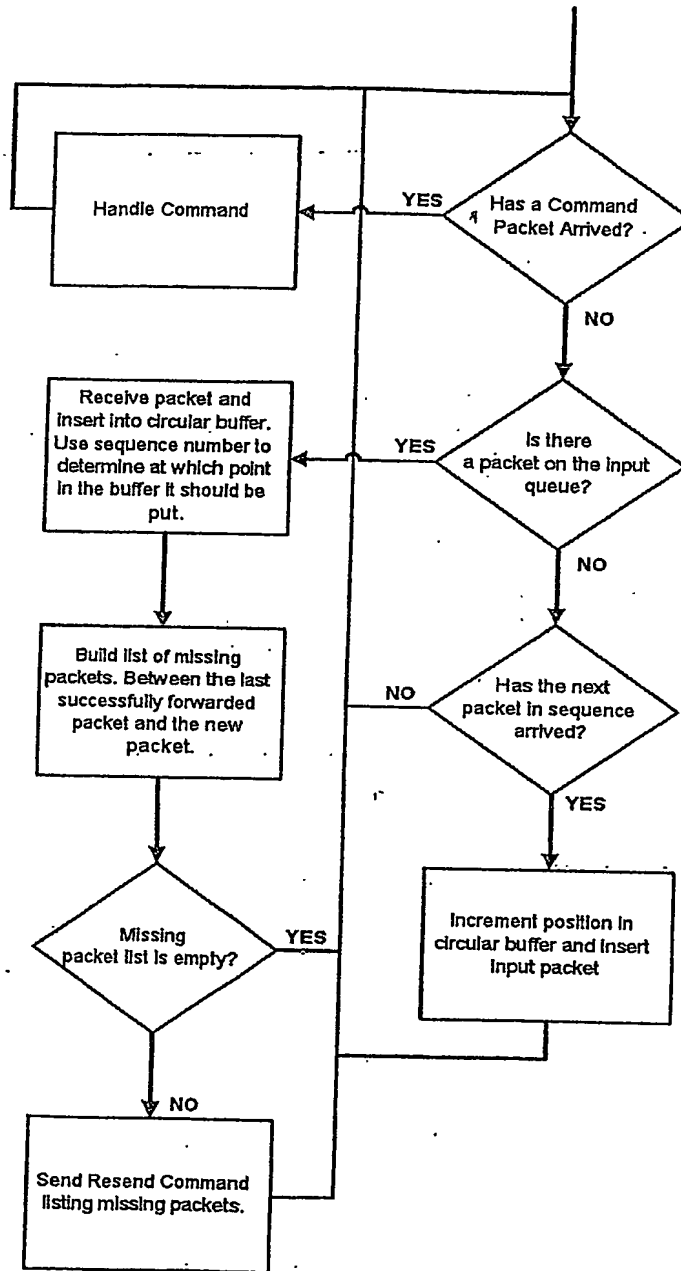 Has a Command
Packet Arrived?
YES
Handle Command
NO
Is there
a packet on the input
queue?
YES
Receive packet and
insert into circular buffer.
Use sequence number to
determine at which point
in the buffer it should be
put.
NO
Build list of missing
packets. Between the last
successfully forwarded
packet and the new
packet.
Has the next
packet in sequence
arrived?
NO
YES
Missing
packet list is empty?
YES
Increment position in
circular buffer and insert
input packet
NO
Send Resend Command
listing missing packets.